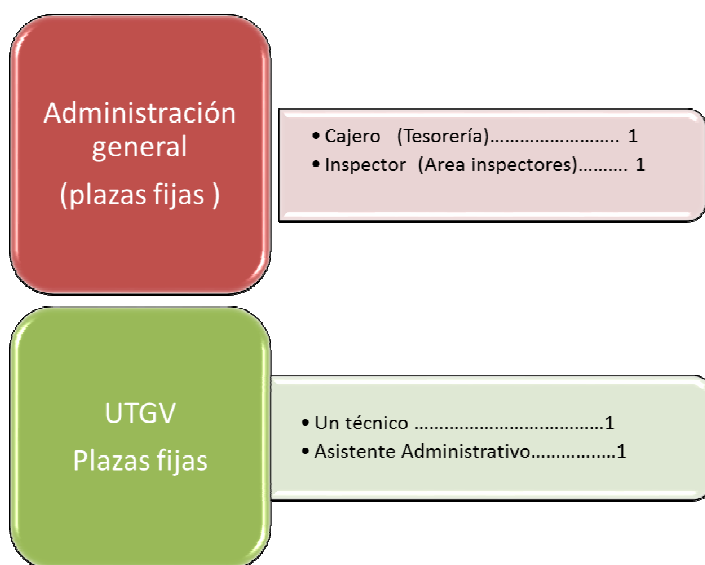 Administración
general
(plazas fijas )
• Cajero (Tesorería)……………………... 1
• Inspector (Area inspectores)………. 1
UTGV
Plazas fijas
• Un técnico ………………………………..1
• Asistente Administrativo…………….1